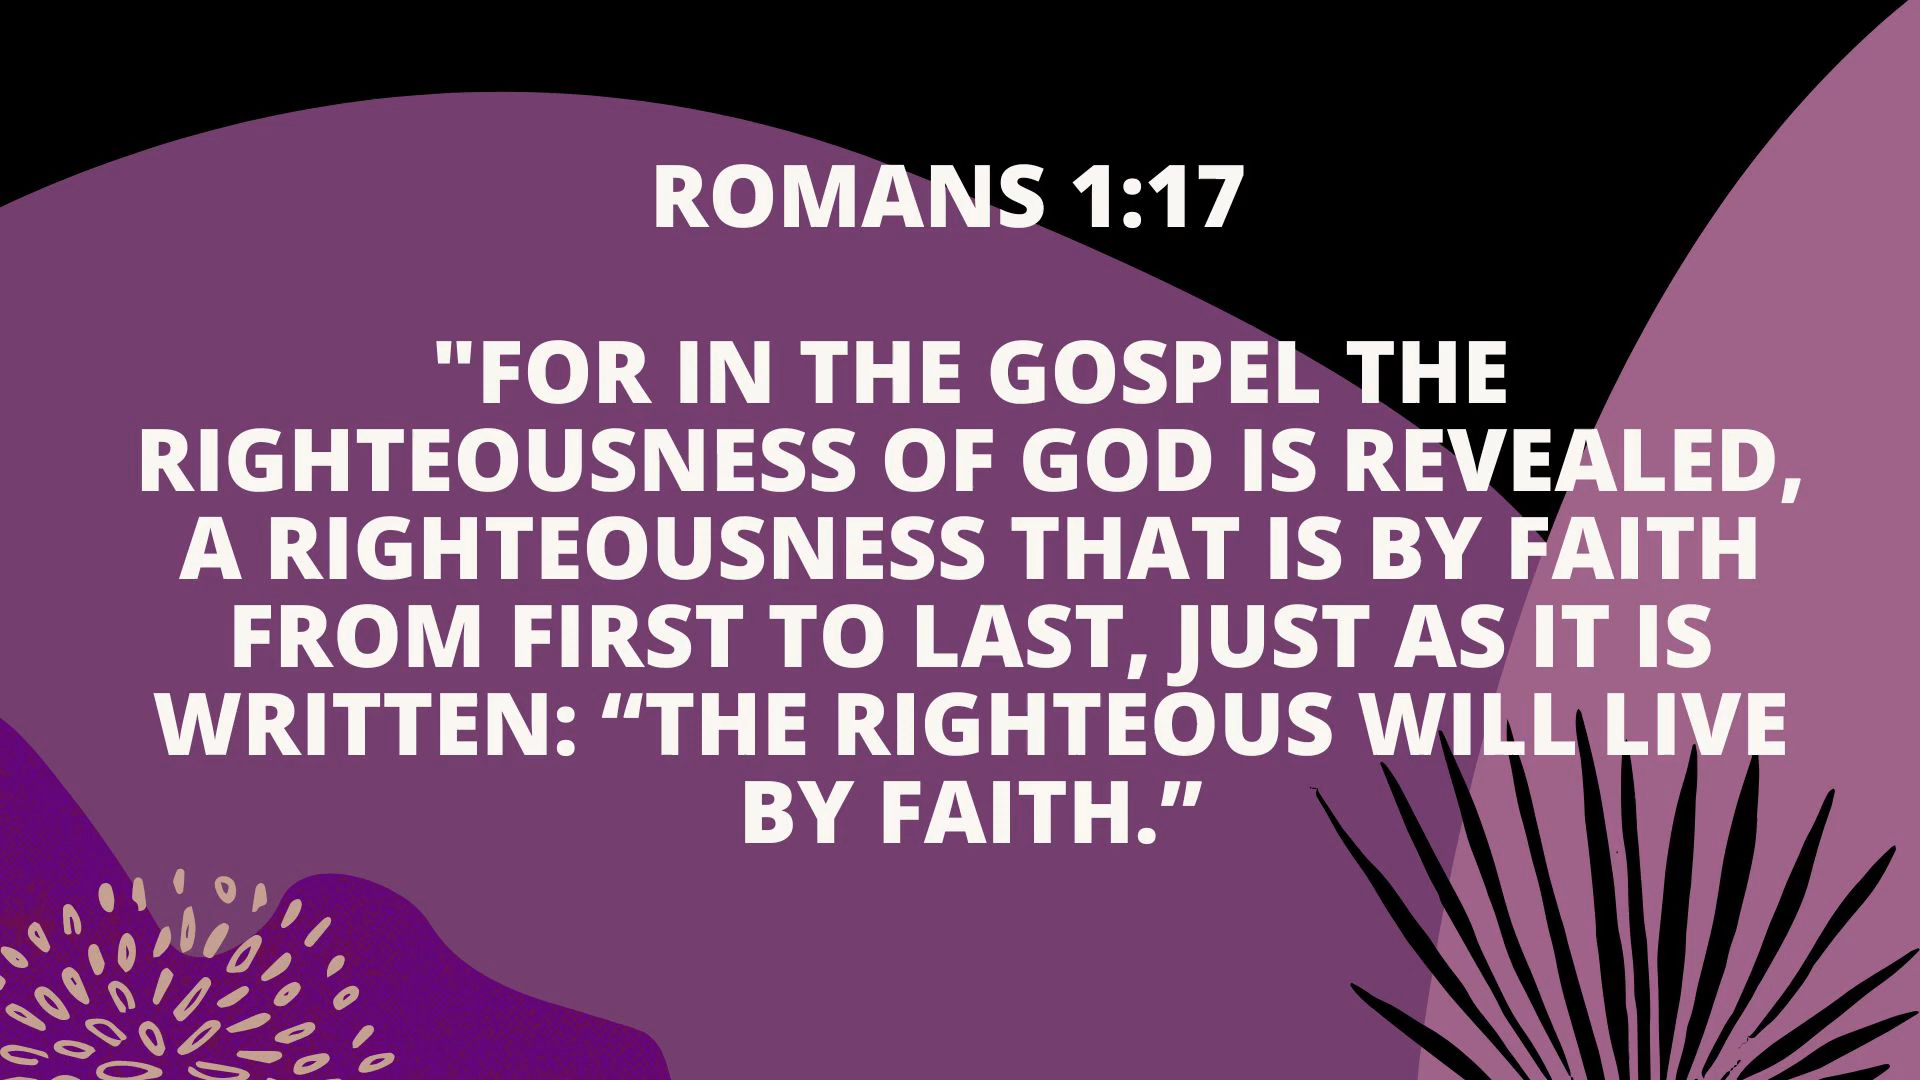 ROMANS 1:17
"FOR IN THE GOSPEL THE
RIGHTEOUSNESS OF GOD IS REVEALED,
A RIGHTEOUSNESS THAT IS BY FAITH
FROM FIRST TO LAST, JUST AS IT IS
WRITTEN: “THE RIGHTEOUS WILL LIVE
BY FAITH.”